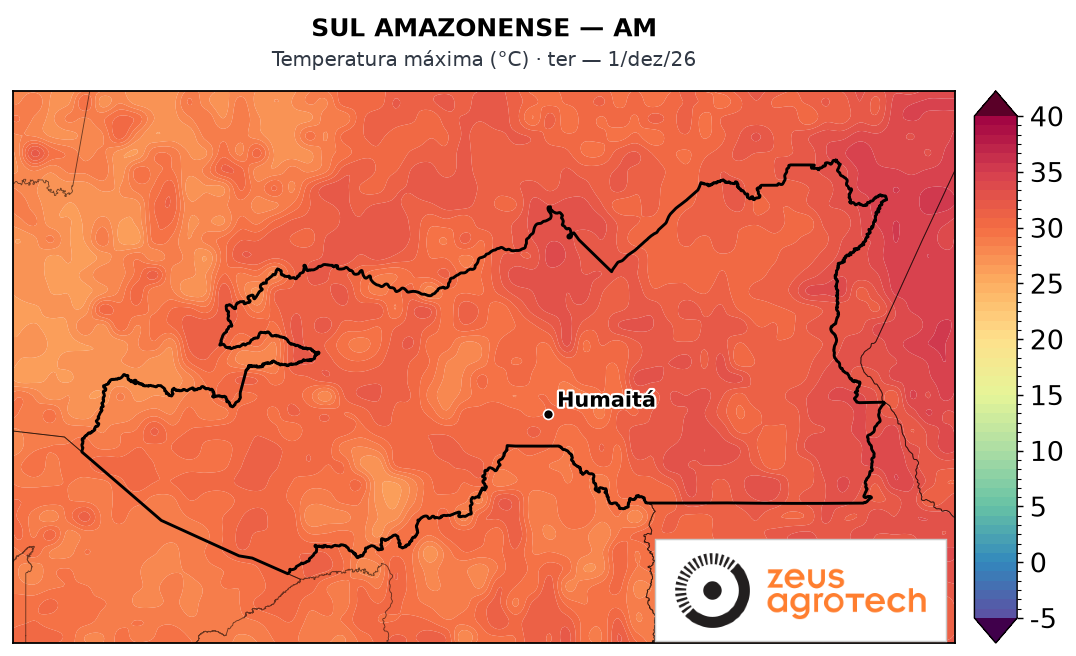 SUL AMAZONENSE — AM
Temperatura máxima (°C) · ter — 1/dez/26
40
35
30
25
20
15
10
5
0
-5
Humaitá
zeus
agrotech